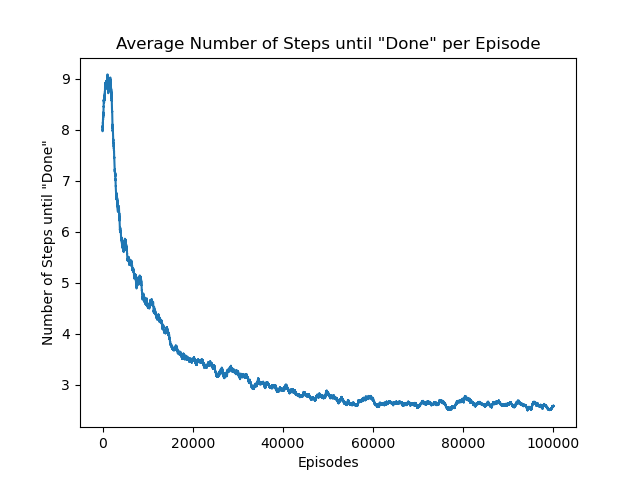 Average Number of Steps until "Done" per Episode
Number of Steps until "Done"
9
8
7
6
5
4
3
0 20000 40000 60000 80000 100000
Episodes